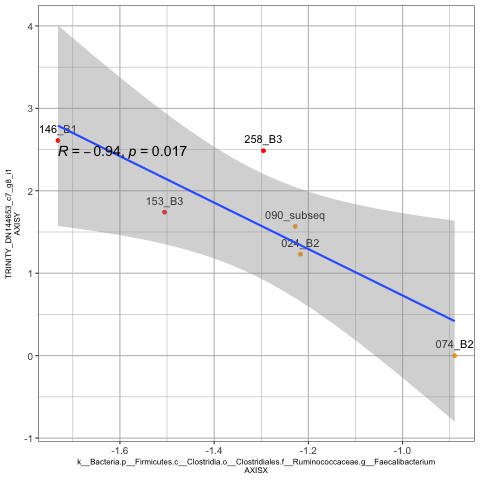 4
3
2
1
0
-1
146_B1
R = −0.94, p = 0.017
258_B3
153_B3
090_subseq
024_B2
074_B2
TRINITY_DN144653_c7_g8_i1
AXISY
-1.6
-1.4
-1.2
-1.0
k__Bacteria.p__Firmicutes.c__Clostridia.o__Clostridiales.f__Ruminococcaceae.g__Faecalibacterium
AXISX